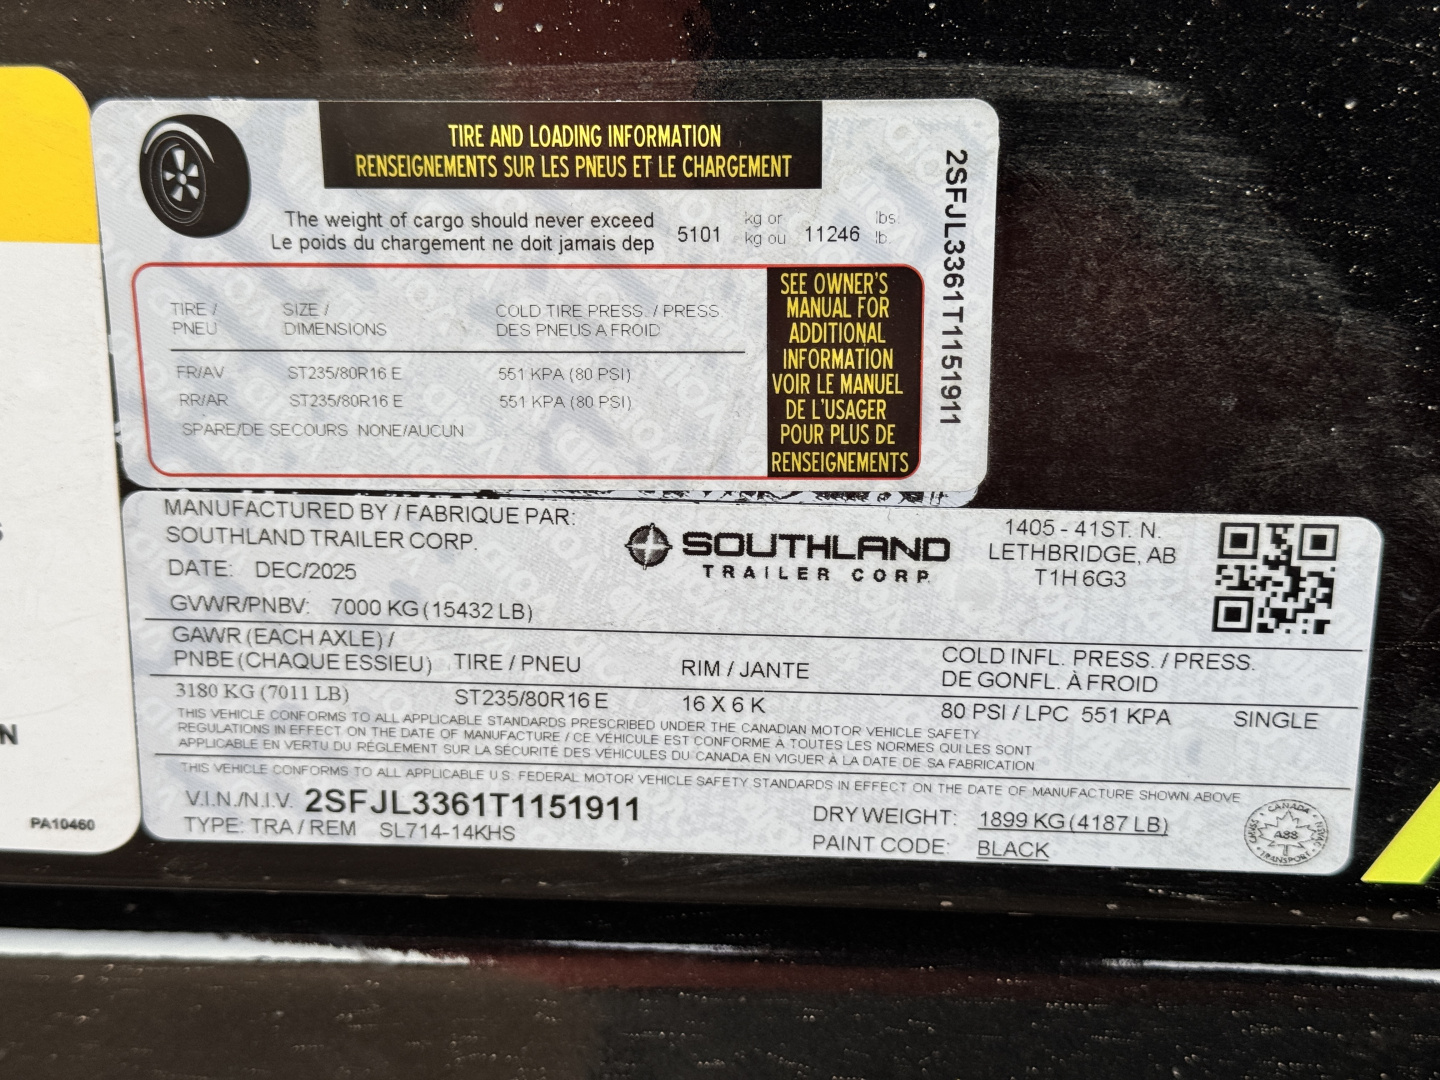 TIRE AND LOADING INFORMATION
RENSEIGNEMENTS SUR LES PNEUS ET LE CHARGEMENT
The weight of cargo should never exceed 5101 kg or 11246 lbs.
Le poids du chargement ne doit jamais dep kg ou lb.
TIRE / SIZE / COLD TIRE PRESS. / PRESS.
PNEU DIMENSIONS DES PNEUS A FROID
FR/AV ST235/80R16 E 551 KPA (80 PSI)
RR/AR ST235/80R16 E 551 KPA (80 PSI)
SPARE/DE SECOURS NONE/AUCUN
SEE OWNER'S
MANUAL FOR
ADDITIONAL
INFORMATION
VOIR LE MANUEL
DE L'USAGER
POUR PLUS DE
RENSEIGNEMENTS
2SFJL3361T1151911
MANUFACTURED BY / FABRIQUE PAR:
SOUTHLAND TRAILER CORP.
DATE: DEC/2025
GVWR/PNBV: 7000 KG (15432 LB)
SOUTHLAND
TRAILER CORP.
1405 - 41ST. N.
LETHBRIDGE, AB
T1H 6G3
GAWR (EACH AXLE) /
PNBE (CHAQUE ESSIEU) TIRE / PNEU RIM / JANTE COLD INFL. PRESS. / PRESS.
DE GONFL. À FROID
3180 KG (7011 LB) ST235/80R16 E 16 X 6 K 80 PSI / LPC 551 KPA SINGLE
THIS VEHICLE CONFORMS TO ALL APPLICABLE STANDARDS PRESCRIBED UNDER THE CANADIAN MOTOR VEHICLE SAFETY
REGULATIONS IN EFFECT ON THE DATE OF MANUFACTURE / CE VEHICULE EST CONFORME À TOUTES LES NORMES QUI LES SONT
APPLICABLE EN VERTU DU RÉGLEMENT SUR LA SÉCURITÉ DES VÉHICULES DU CANADA EN VIGUER À LA DATE DE SA FABRICATION
THIS VEHICLE CONFORMS TO ALL APPLICABLE U.S. FEDERAL MOTOR VEHICLE SAFETY STANDARDS IN EFFECT ON THE DATE OF MANUFACTURE SHOWN ABOVE
V.I.N./N.I.V. 2SFJL3361T1151911
TYPE: TRA / REM SL714-14KHS
DRY WEIGHT: 1899 KG (4187 LB)
PAINT CODE: BLACK
CANADA
TRANSPORT
N
PA10460